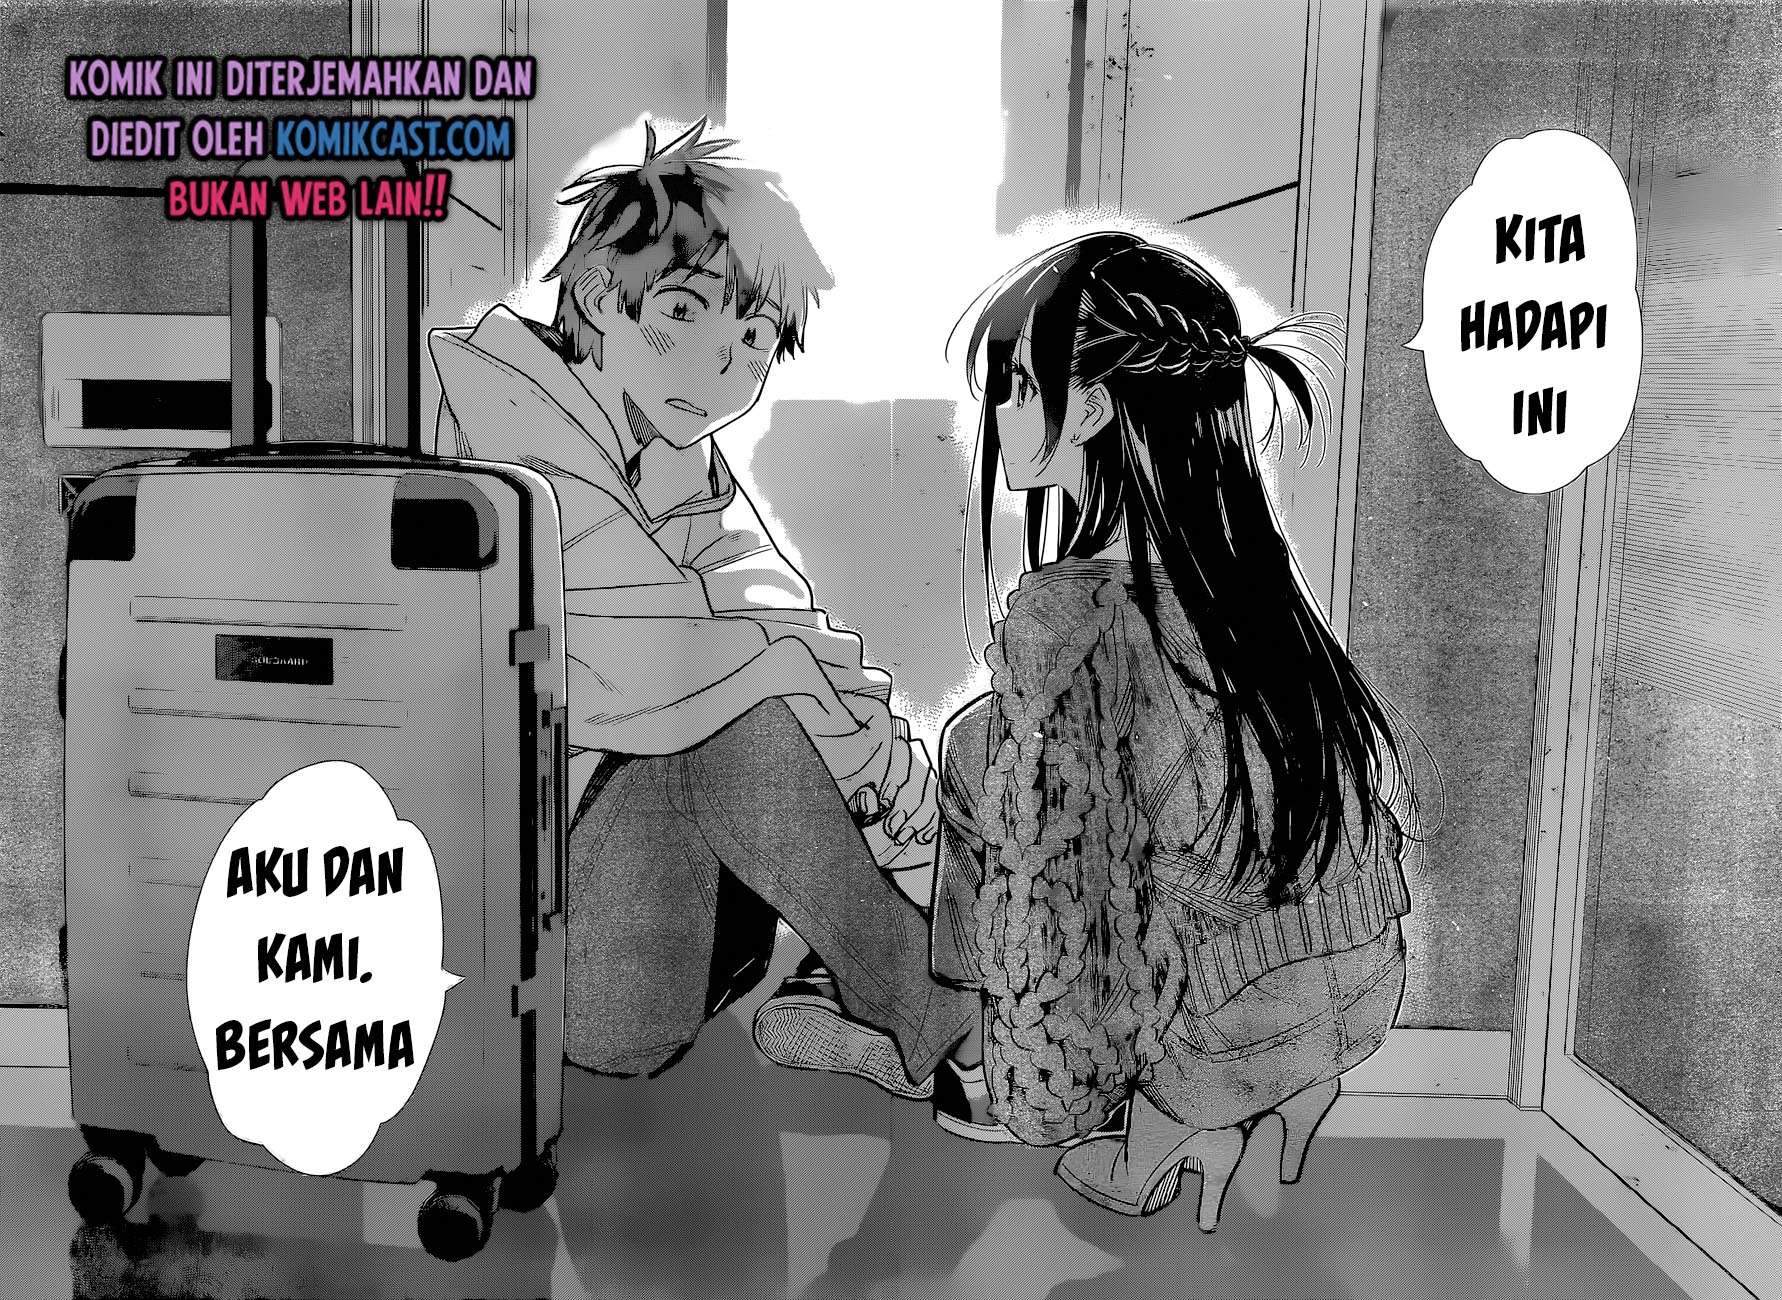 KOMIK INI DITERJEMAHKAN DAN
DIEDIT OLEH KOMIKCAST.COM
BUKAN WEB LAIN!!
KITA
HADAPI
INI
AKU DAN
KAMI.
BERSAMA